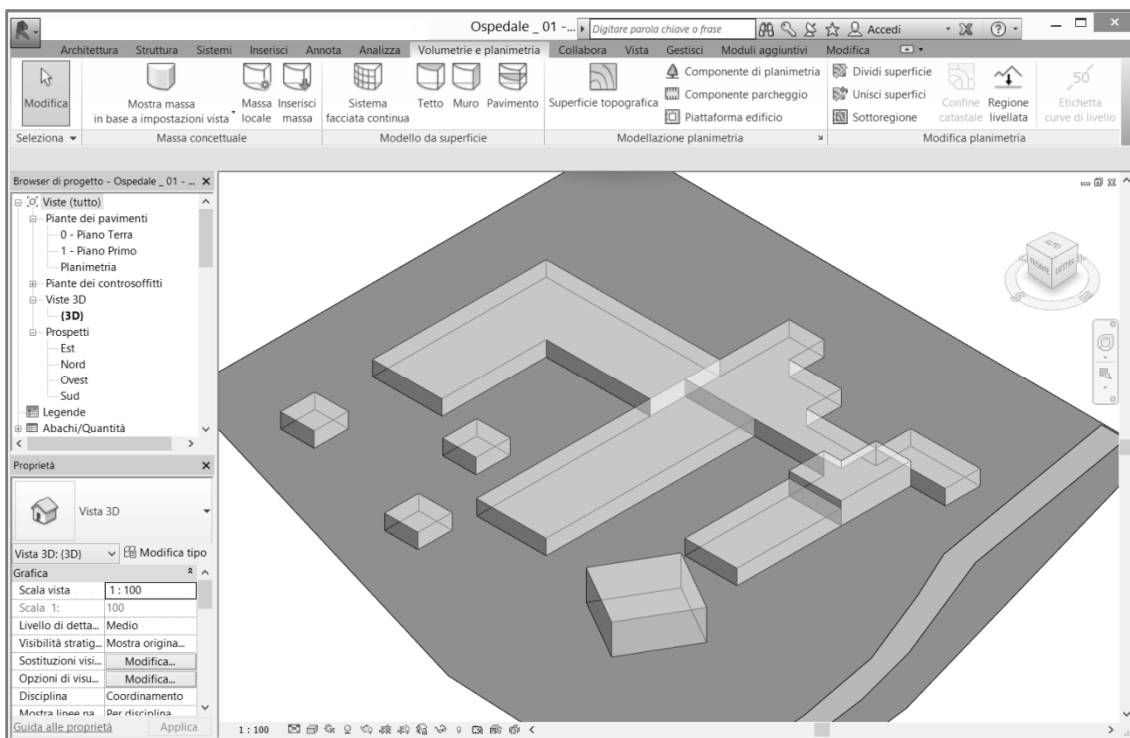 Ospedale _ 01 -...
Digitare parola chiave o frase
Accedi
Architettura Struttura Sistemi Inserisci Annota Analizza Volumetrie e planimetria Collabora Vista Gestisci Moduli aggiuntivi Modifica
Modifica
Mostra massa
in base a impostazioni vista
Massa
locale
Inserisci
massa
Sistema
facciata continua
Tetto Muro Pavimento
Superficie topografica
Componente di planimetria
Componente parcheggio
Piattaforma edificio
Dividi superficie
Unisci superfici
Sottoregione
Confine
catastale
Regione
livellata
50
Etichetta
curve di livello
Seleziona Massa concettuale Modello da superficie Modellazione planimetria Modifica planimetria
Browser di progetto - Ospedale _ 01 - ...
Viste (tutto)
Piante dei pavimenti
0 - Piano Terra
1 - Piano Primo
Planimetria
Piante dei controsoffitti
Viste 3D
{3D}
Prospetti
Est
Nord
Ovest
Sud
Legende
Abachi/Quantità
Proprietà
Vista 3D
Vista 3D: {3D} Modifica tipo
Grafica
Scala vista 1 : 100
Scala 1: 100
Livello di detta... Medio
Visibilità stratig... Mostra origina...
Sostituzioni visi... Modifica...
Opzioni di visu... Modifica...
Disciplina Coordinamento
Mostra linee na... Per disciplina
Guida alle proprietà Applica
1 : 100
ALTO
FRONTE DESTRA